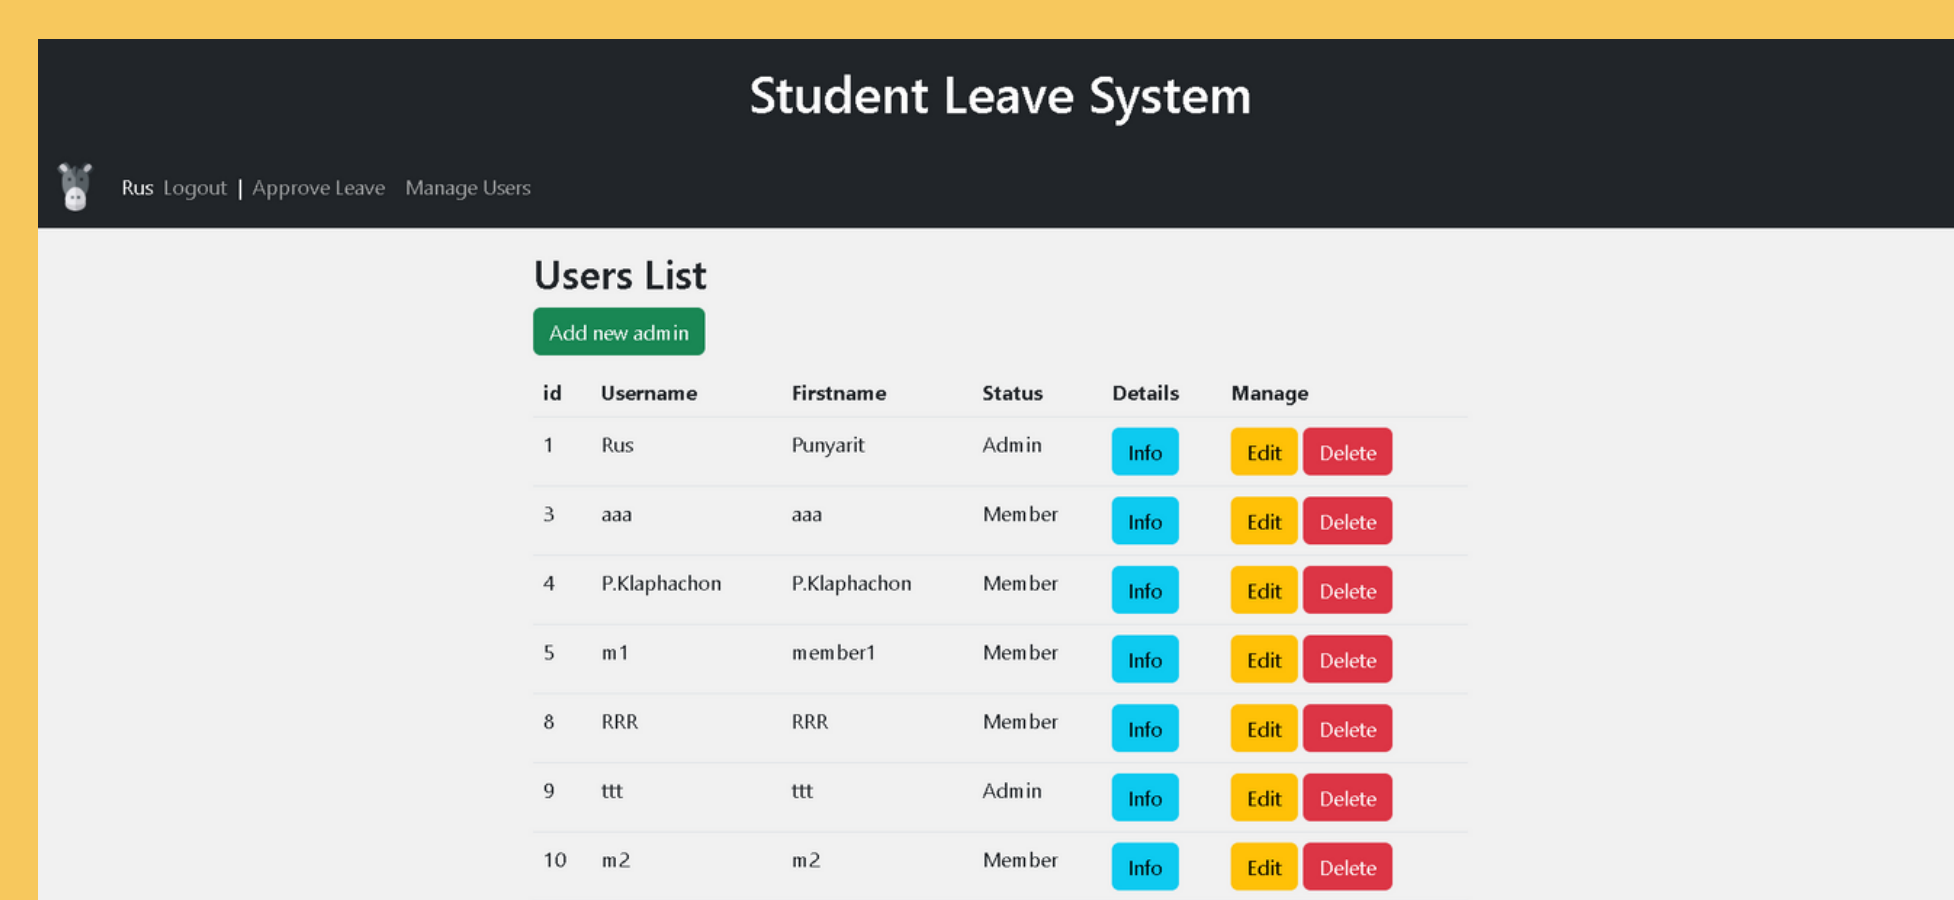 Student Leave System
Rus Logout | Approve Leave Manage Users
Users List
Add new admin
id Username Firstname Status Details Manage
1 Rus Punyarit Admin Info Edit Delete
3 aaa aaa Member Info Edit Delete
4 P.Klaphachon P.Klaphachon Member Info Edit Delete
5 m1 member1 Member Info Edit Delete
8 RRR RRR Member Info Edit Delete
9 ttt ttt Admin Info Edit Delete
10 m2 m2 Member Info Edit Delete